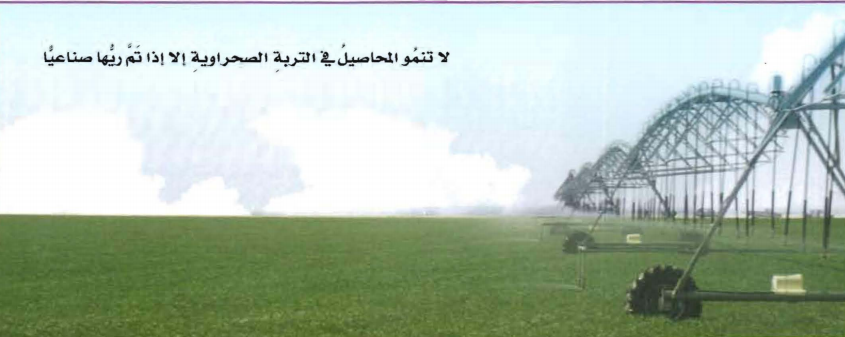 لا تنمُو المحاصيلُ في التربةِ الصحراويةِ إلا إذا تَمَّ ريُّها صناعيًّا